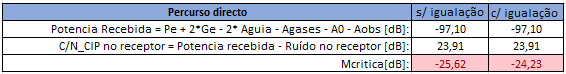 Percurso directo s/ igualação c/ igualação
Potencia Recebida = Pe + 2*Ge - 2* Aguia - Agases - A0 - Aobs [dB]: -97,10 -97,10
C/N_CIP no receptor = Potencia recebida - Ruído no receptor [dB]: 23,91 23,91
Mcritica[dB]: -25,62 -24,23